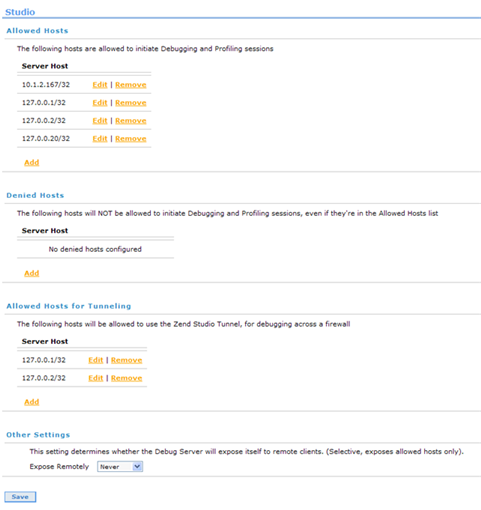 Studio
Allowed Hosts
The following hosts are allowed to initiate Debugging and Profiling sessions
Server Host
10.1.2.167/32 Edit | Remove
127.0.0.1/32 Edit | Remove
127.0.0.2/32 Edit | Remove
127.0.0.20/32 Edit | Remove
Add
Denied Hosts
The following hosts will NOT be allowed to initiate Debugging and Profiling sessions, even if they're in the Allowed Hosts list
Server Host
No denied hosts configured
Add
Allowed Hosts for Tunneling
The following hosts will be allowed to use the Zend Studio Tunnel, for debugging across a firewall
Server Host
127.0.0.1/32 Edit | Remove
127.0.0.2/32 Edit | Remove
Add
Other Settings
This setting determines whether the Debug Server will expose itself to remote clients. (Selective, exposes allowed hosts only).
Expose Remotely Never
Save